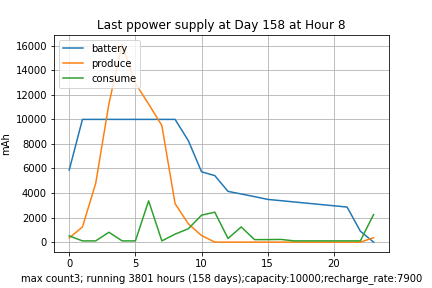 Last ppower supply at Day 158 at Hour 8
16000
14000
12000
10000
8000
6000
4000
2000
0
mAh
battery
produce
consume
0 5 10 15 20
max count3; running 3801 hours (158 days);capacity:10000;recharge_rate:7900